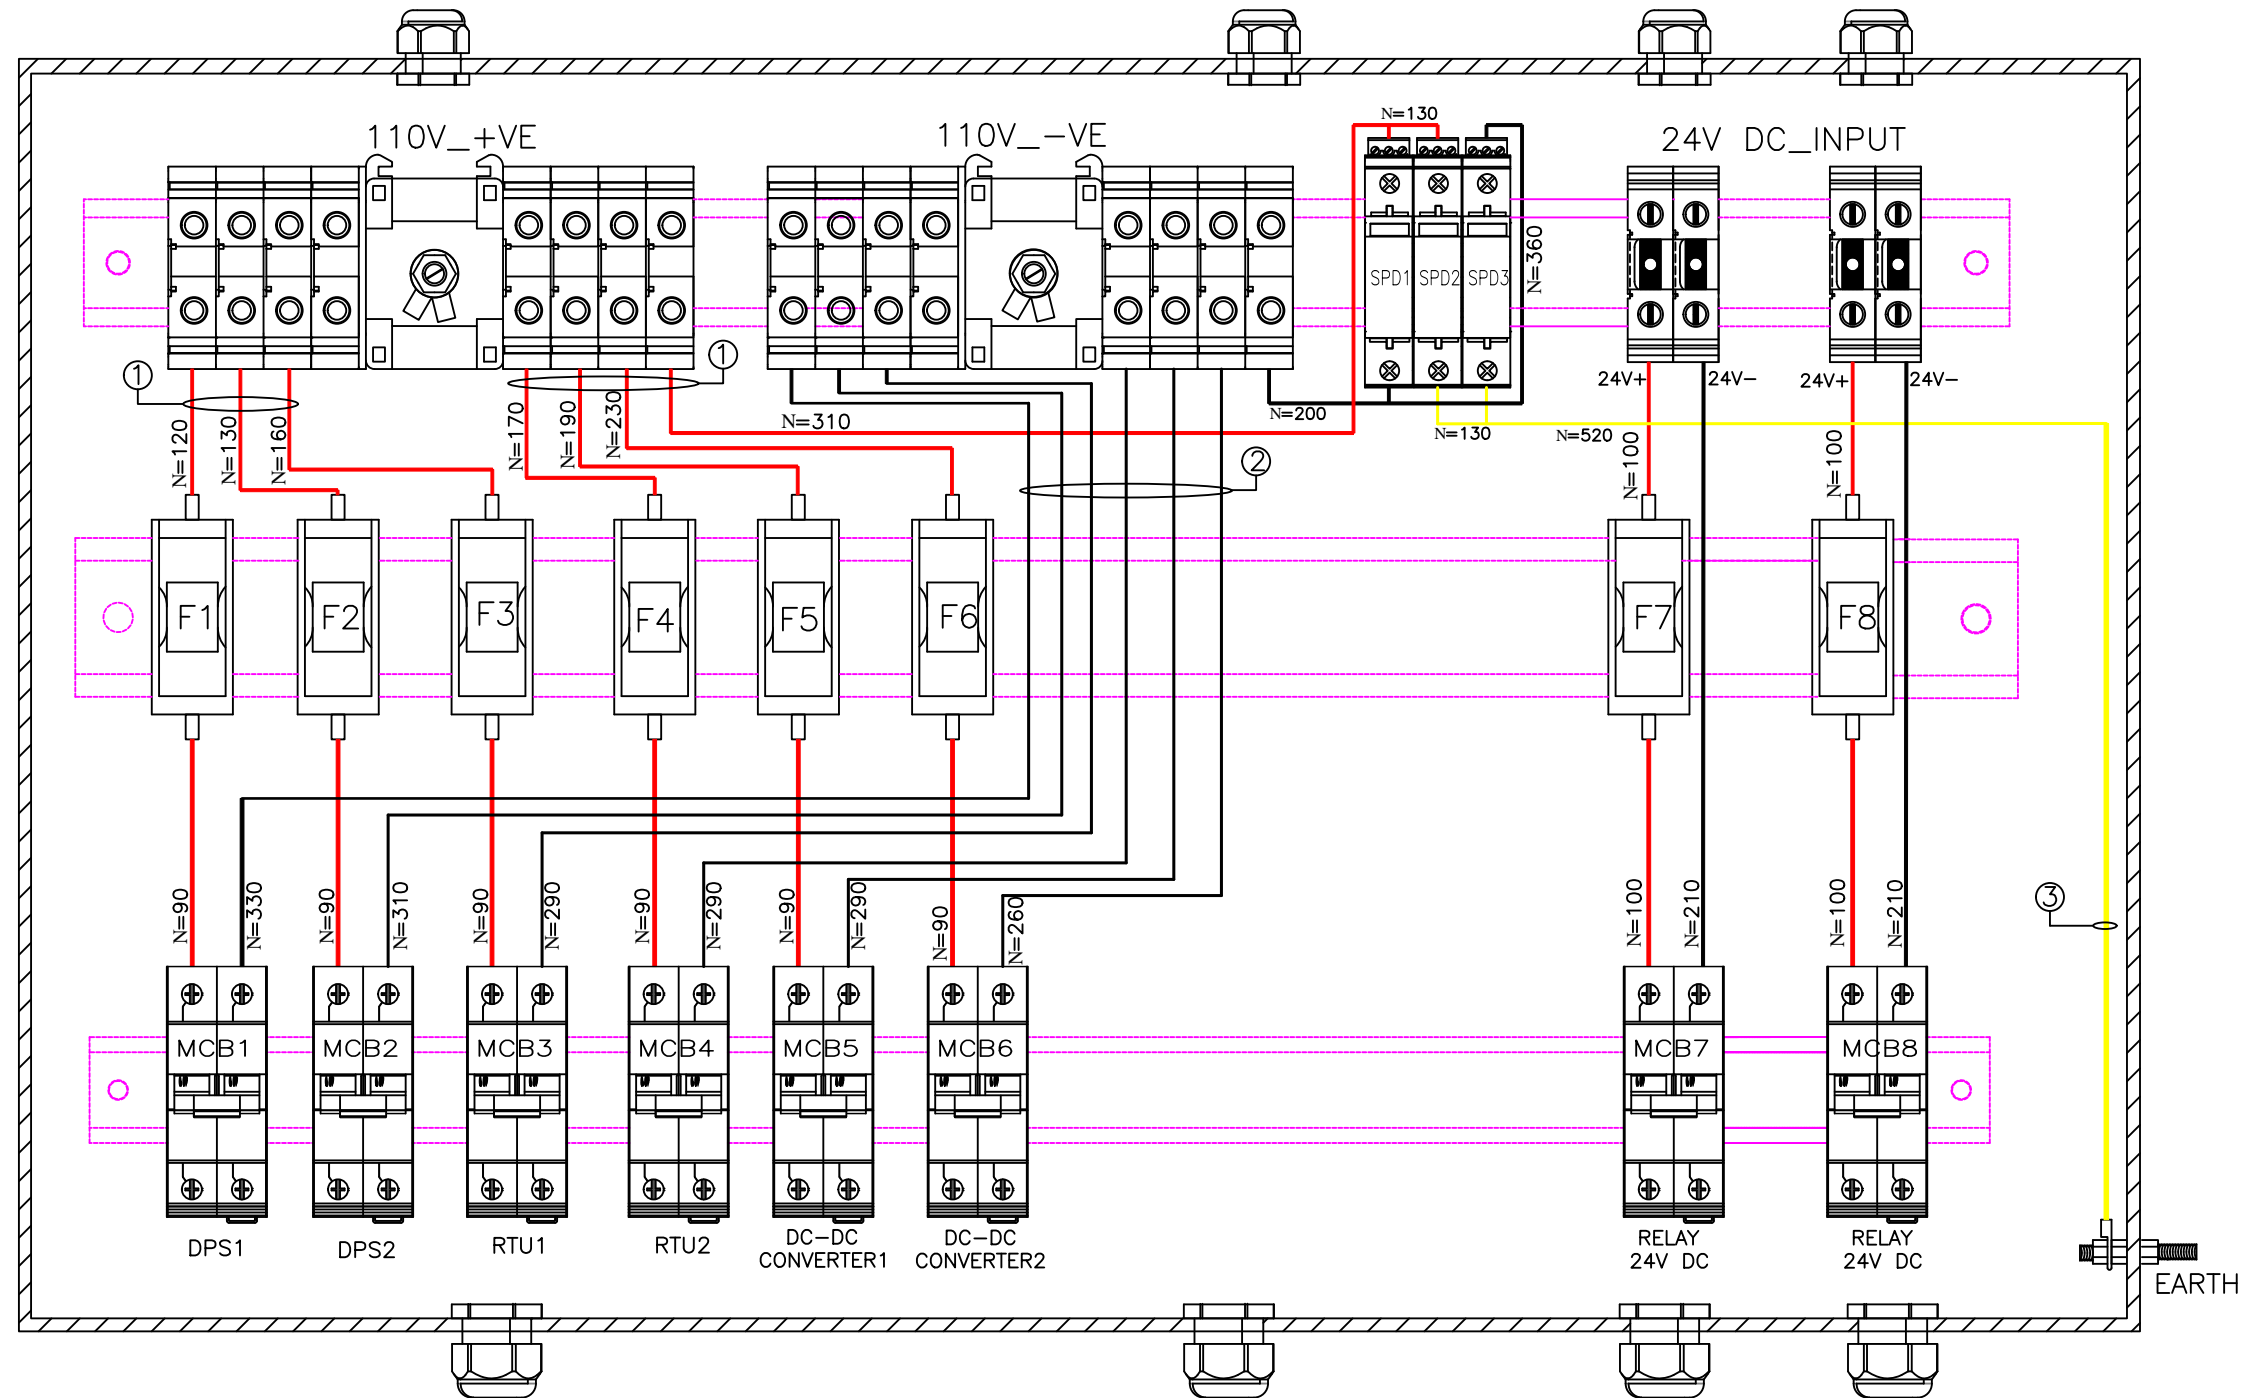 N=130
110V_+VE
110V_-VE
24V DC_INPUT
N=360
SPD1
SPD2
SPD3
1
1
24V+
24V-
24V+
24V-
N=120
N=130
N=160
N=170
N=190
N=230
N=310
N=200
N=130
N=520
N=100
N=100
2
F1
F2
F3
F4
F5
F6
F7
F8
N=90
N=330
N=90
N=310
N=90
N=290
N=90
N=290
N=90
N=290
N=90
N=260
N=100
N=210
N=100
N=210
3
MCB1
MCB2
MCB3
MCB4
MCB5
MCB6
MCB7
MCB8
DPS1
DPS2
RTU1
RTU2
DC-DC
CONVERTER1
DC-DC
CONVERTER2
RELAY
24V DC
RELAY
24V DC
EARTH